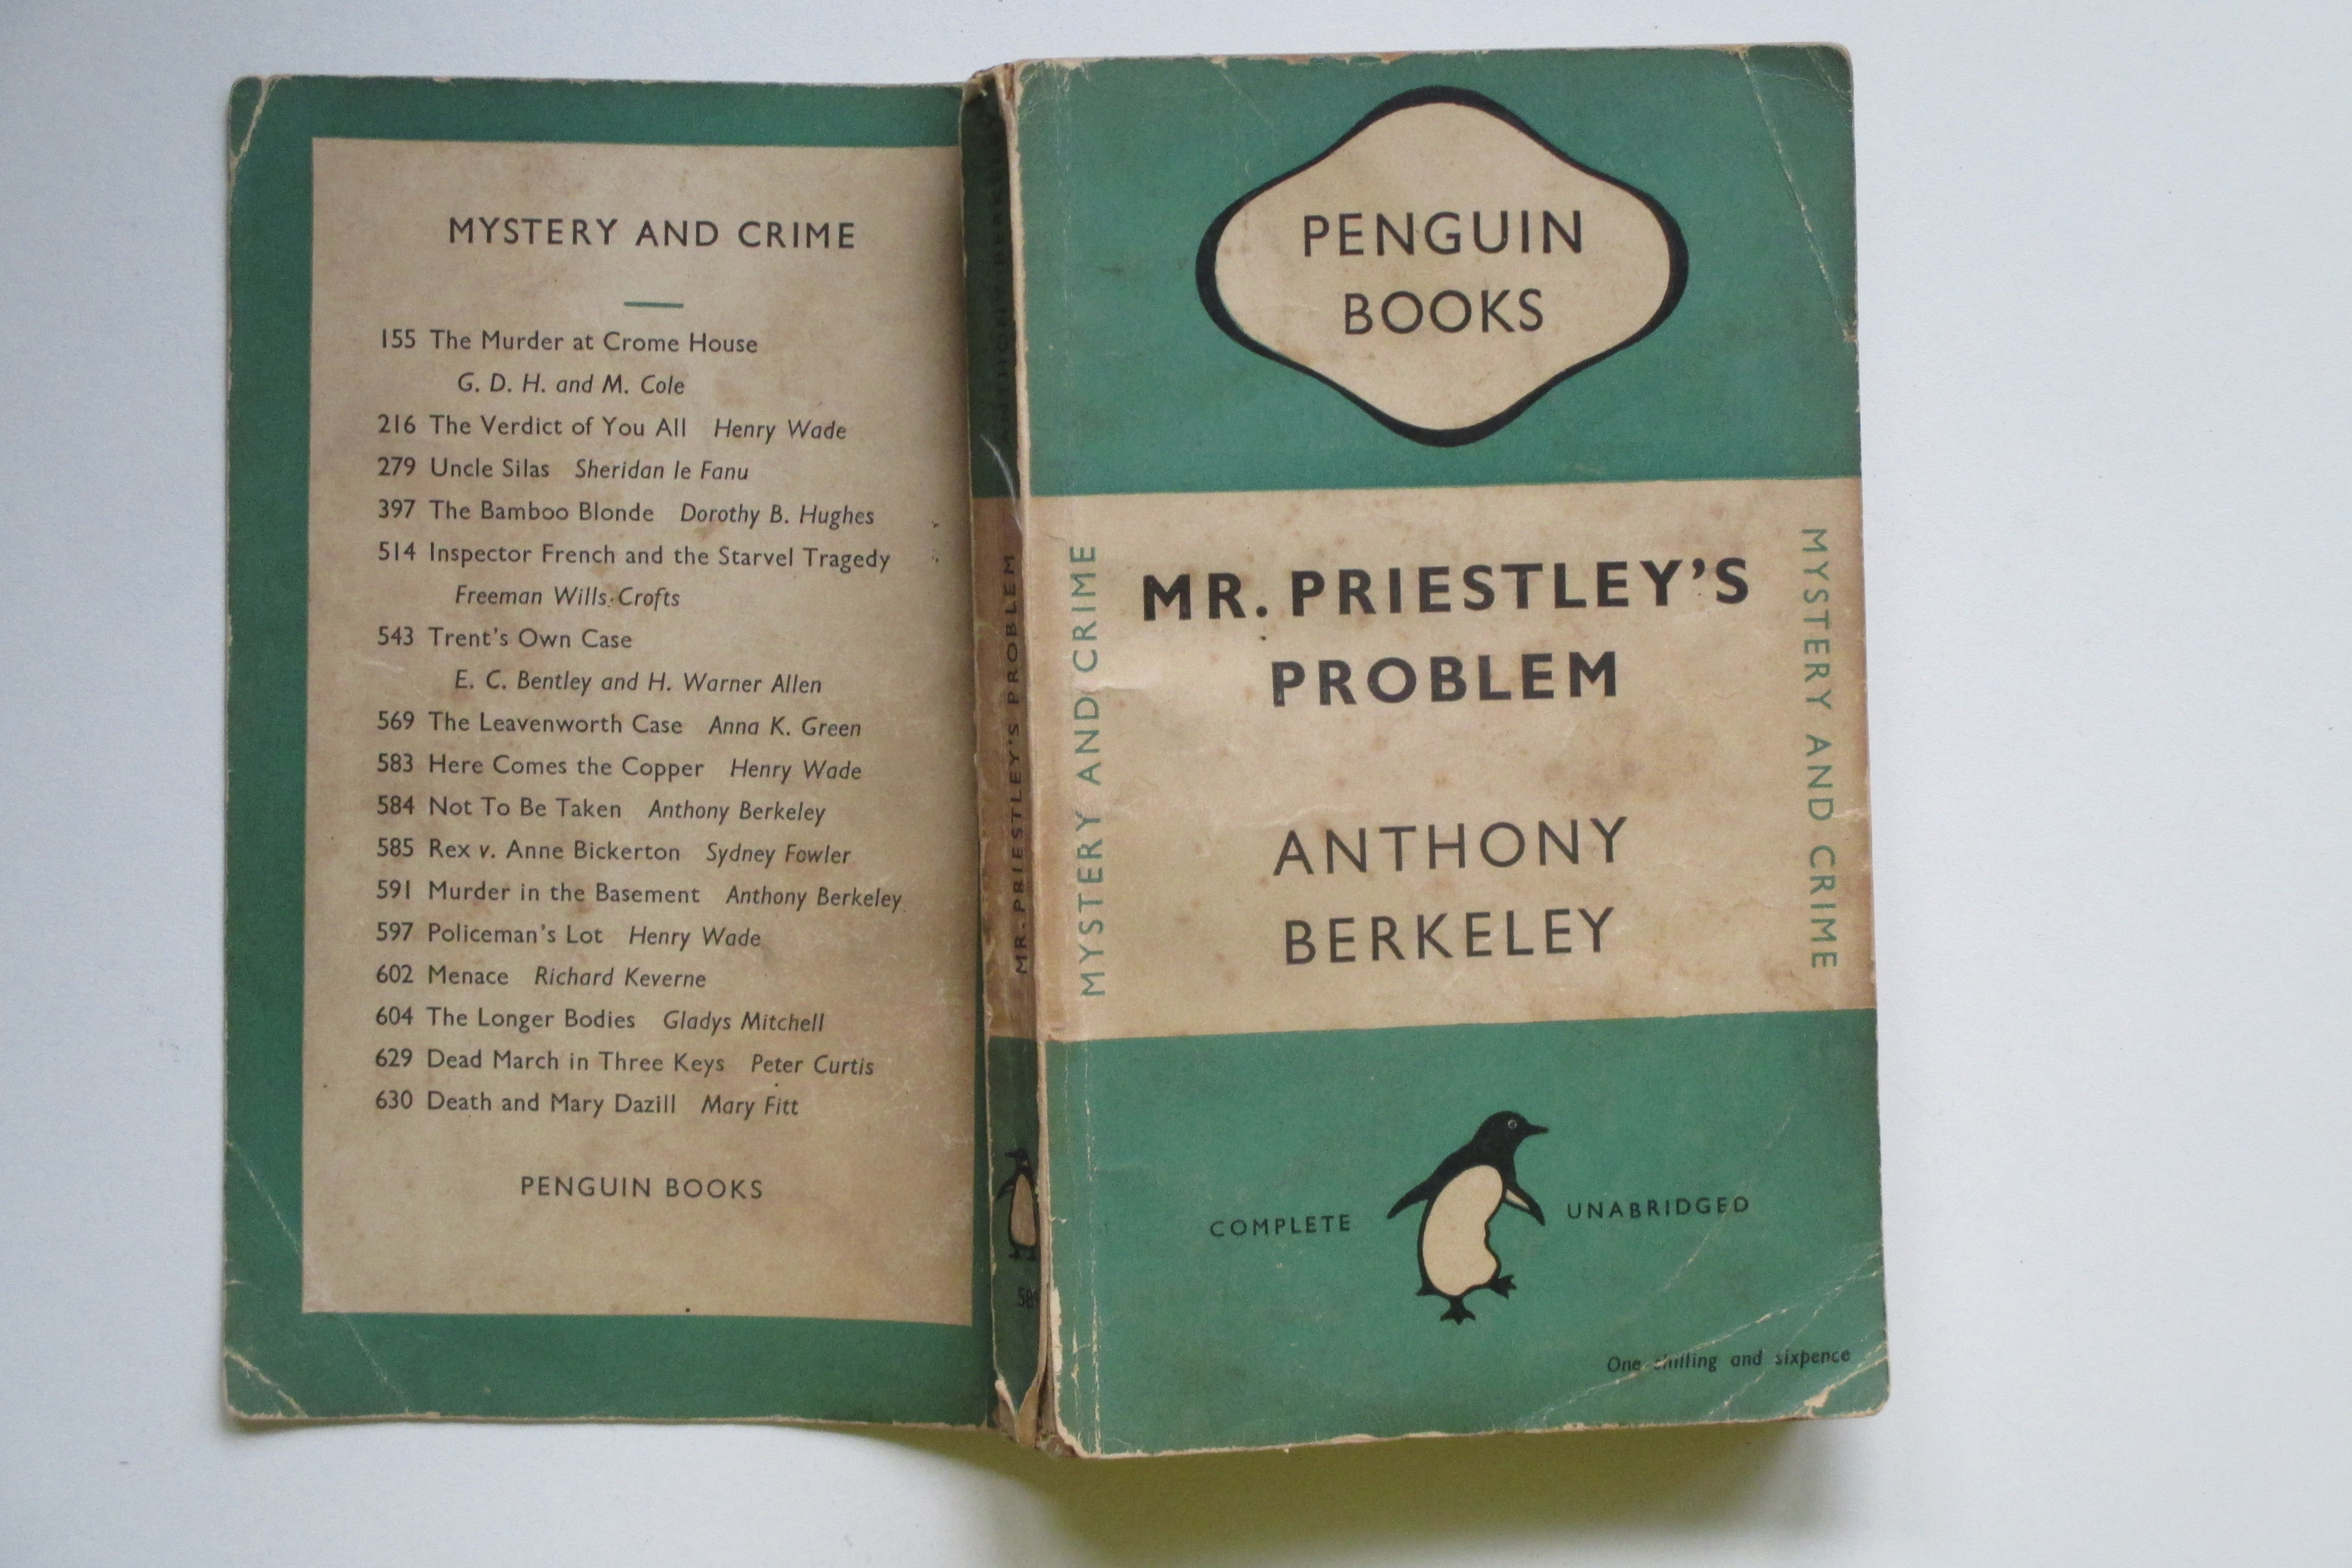 MYSTERY AND CRIME
155 The Murder at Crome House
G. D. H. and M. Cole
216 The Verdict of You All Henry Wade
279 Uncle Silas Sheridan le Fanu
397 The Bamboo Blonde Dorothy B. Hughes
514 Inspector French and the Starvel Tragedy
Freeman Wills Crofts
543 Trent's Own Case
E. C. Bentley and H. Warner Allen
569 The Leavenworth Case Anna K. Green
583 Here Comes the Copper Henry Wade
584 Not To Be Taken Anthony Berkeley
585 Rex v. Anne Bickerton Sydney Fowler
591 Murder in the Basement Anthony Berkeley
597 Policeman's Lot Henry Wade
602 Menace Richard Keverne
604 The Longer Bodies Gladys Mitchell
629 Dead March in Three Keys Peter Curtis
630 Death and Mary Dazill Mary Fitt
PENGUIN BOOKS
ANTHONY BERKELEY
MR. PRIESTLEY'S PROBLEM
PENGUIN
BOOKS
MYSTERY AND CRIME
MR. PRIESTLEY'S
PROBLEM
ANTHONY
BERKELEY
MYSTERY AND CRIME
COMPLETE UNABRIDGED
One shilling and sixpence